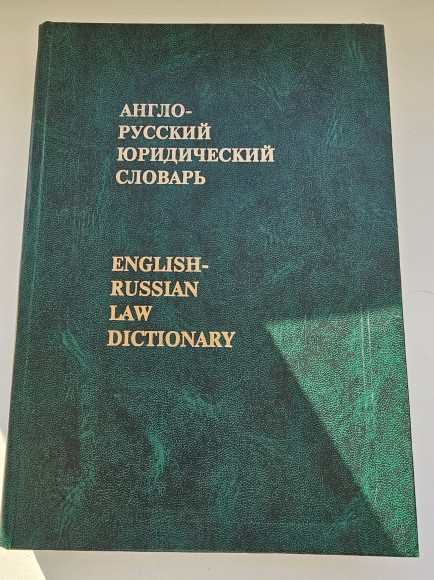 АНГЛО-
РУССКИЙ
ЮРИДИЧЕСКИЙ
СЛОВАРЬ
ENGLISH-
RUSSIAN
LAW
DICTIONARY